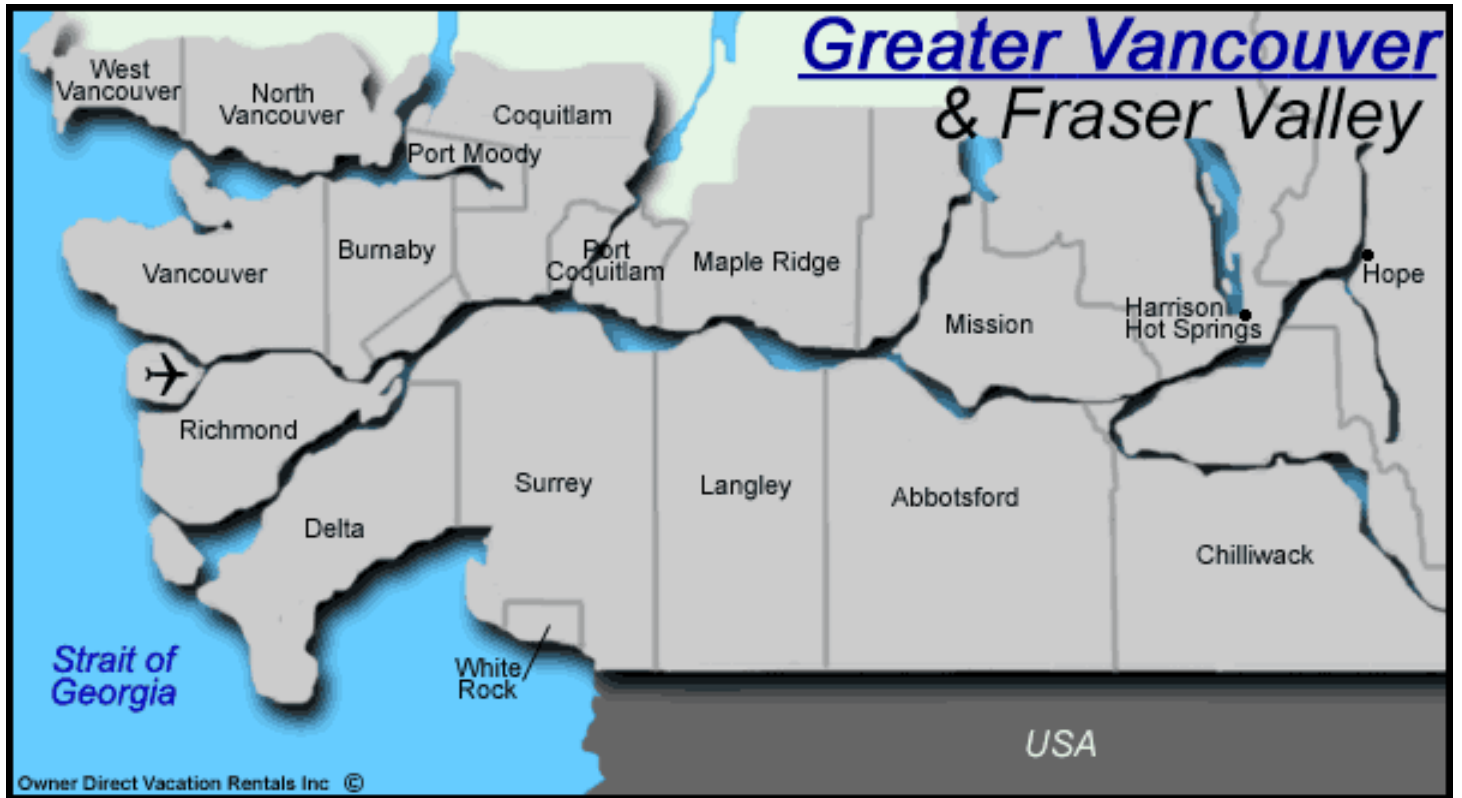 Greater Vancouver
& Fraser Valley
West
Vancouver
North
Vancouver
Coquitlam
Port Moody
Vancouver
Burnaby
Port
Coquitlam
Maple Ridge
Mission
Harrison
Hot Springs
Hope
Richmond
Delta
Surrey
Langley
Abbotsford
Chilliwack
White
Rock
Strait of
Georgia
USA
Owner Direct Vacation Rentals Inc ©